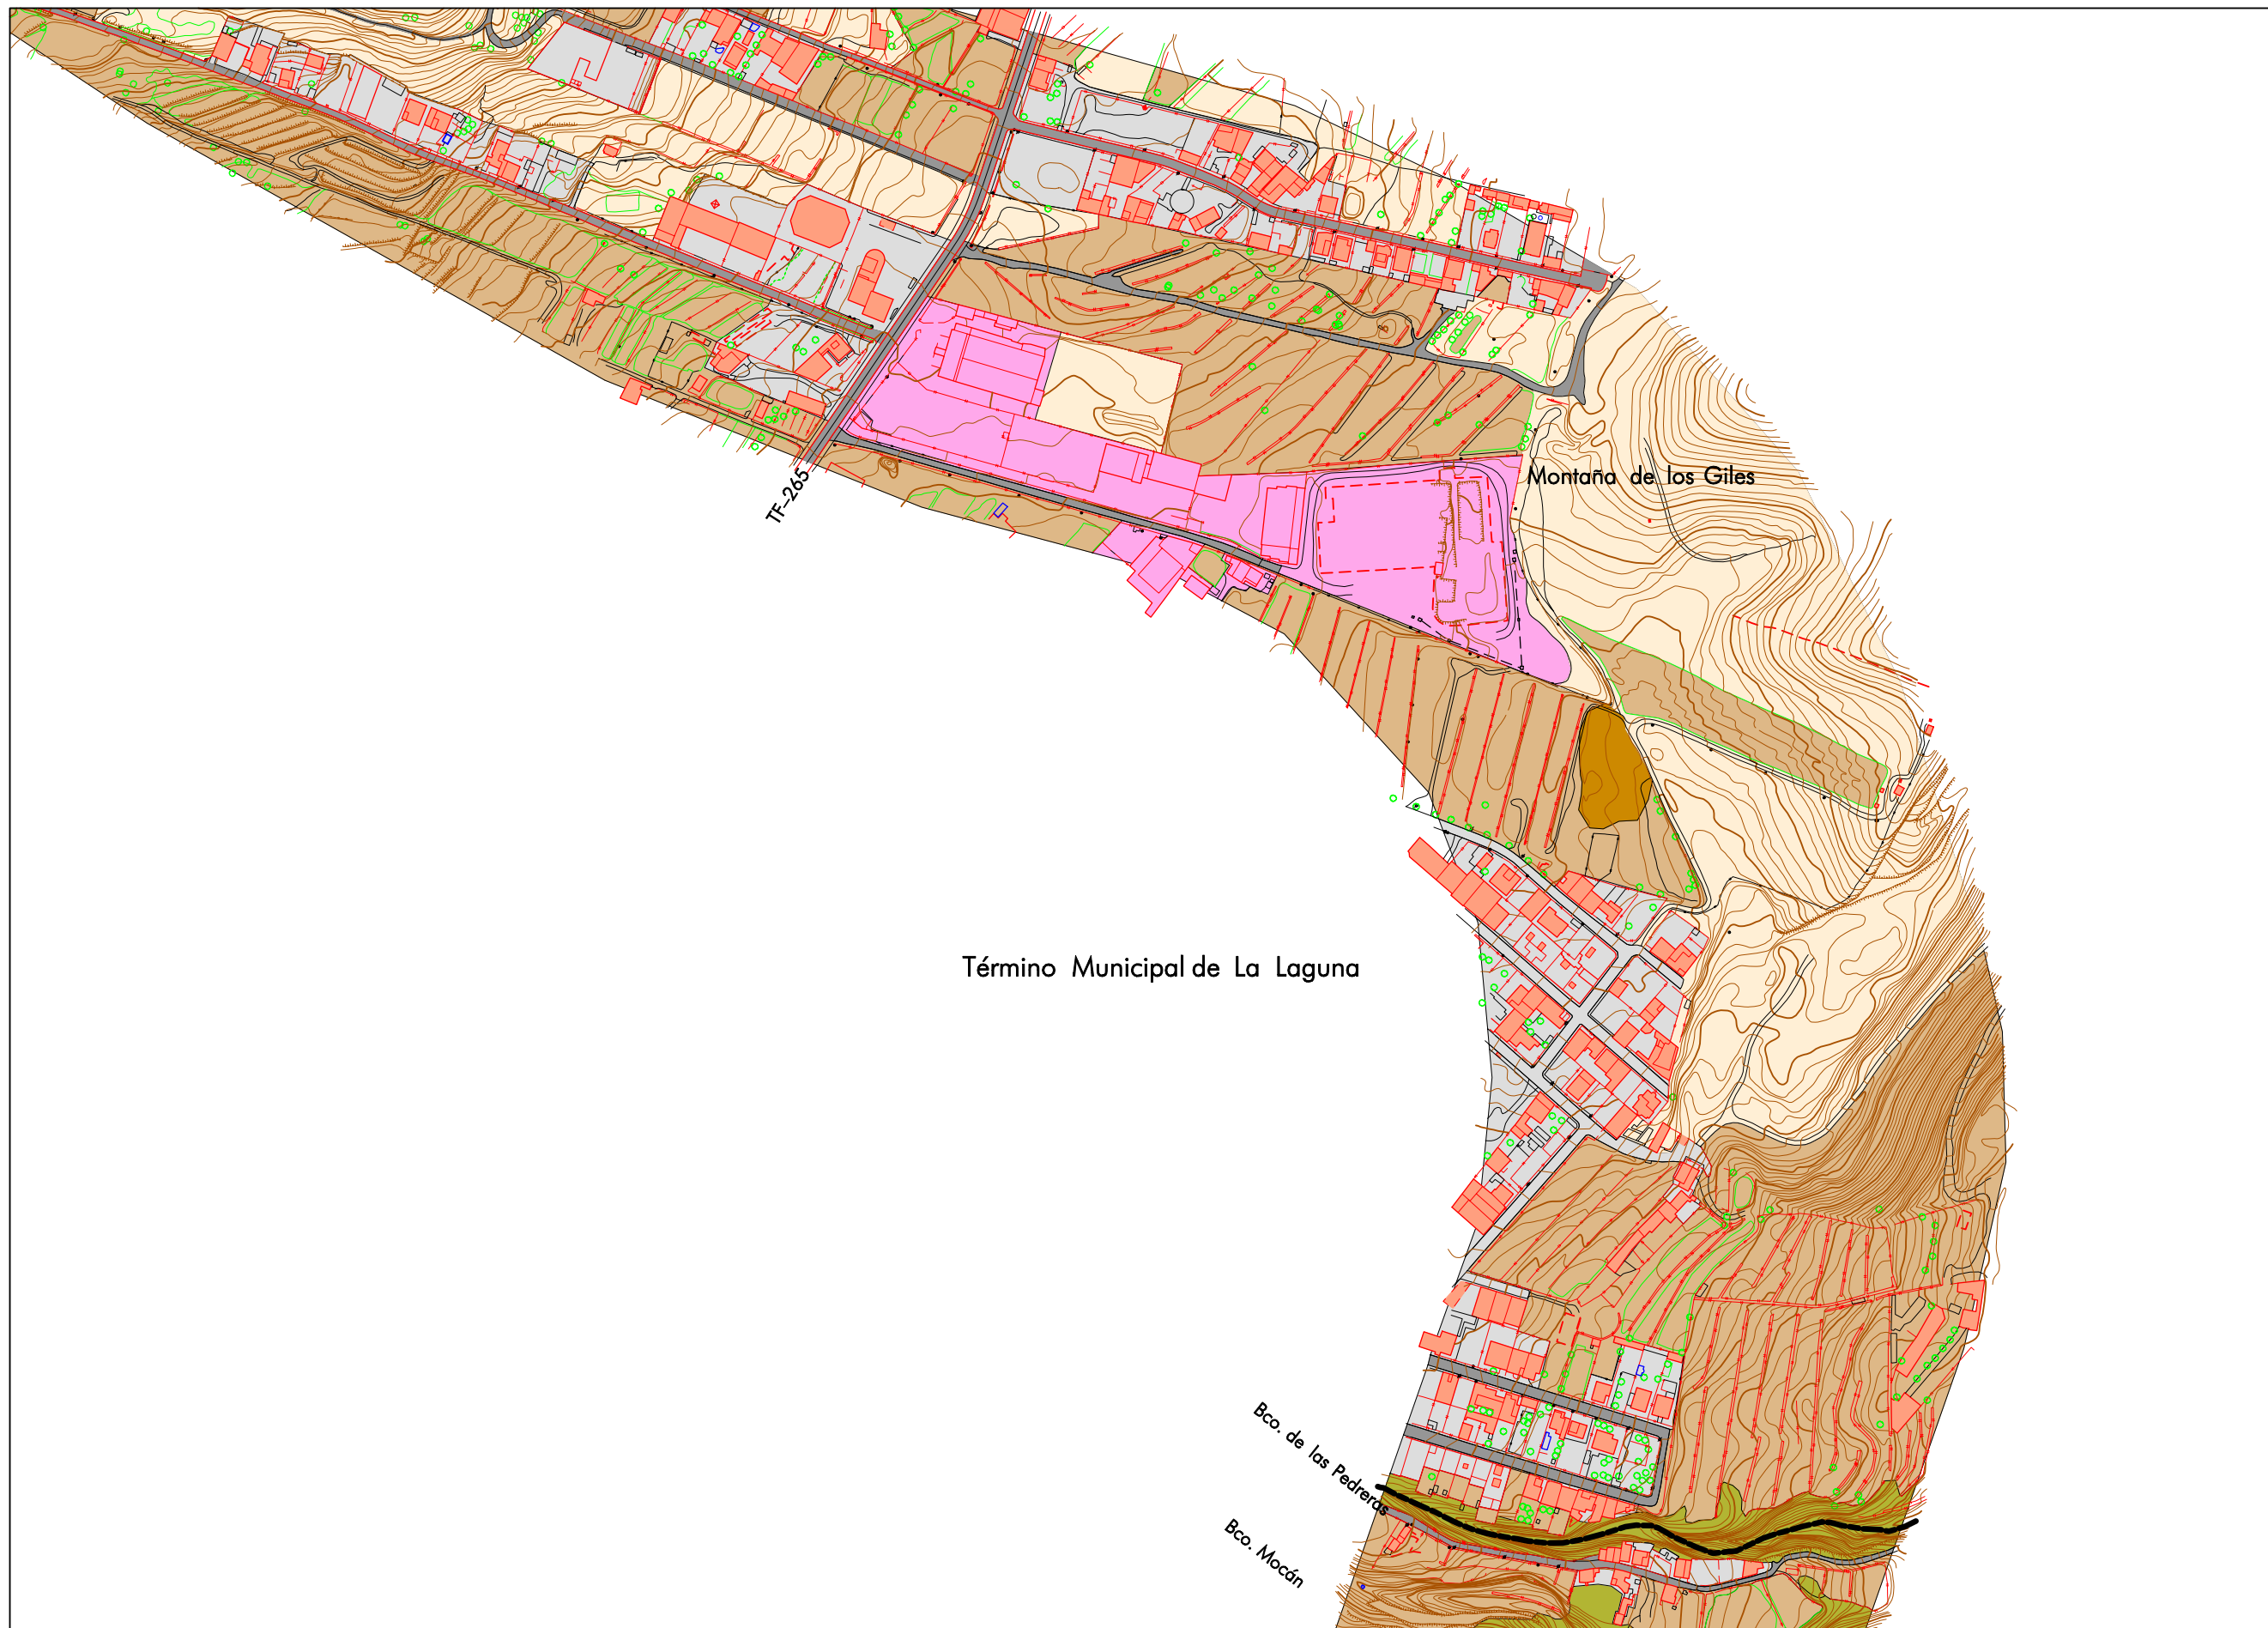 Montaña de los Giles
TF-265
Término Municipal de La Laguna
Bco. de las Pedreras
Bco. Mocán